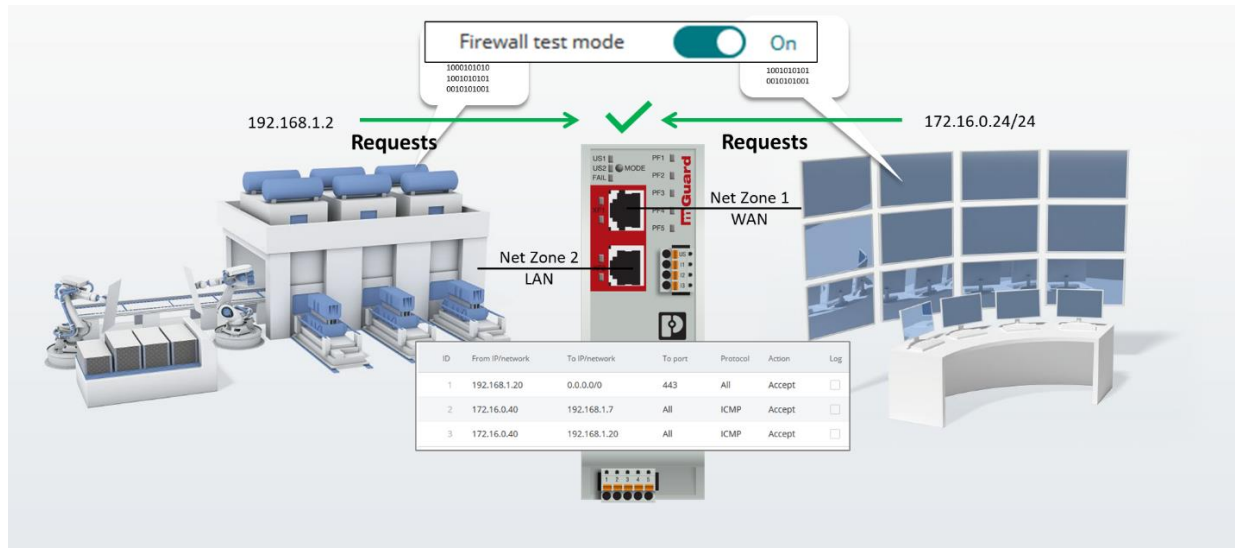 Firewall test mode On
1000101010
1001010101
0010101001
1001010101
0010101001
192.168.1.2
Requests
172.16.0.24/24
Requests
US1
US2
MODE
FAIL
PF1
PF2
PF3
PF4
PF5
mGuard
Net Zone 1
WAN
Net Zone 2
LAN
I1
ID From IP/network To IP/network To port Protocol Action Log
1 192.168.1.20 0.0.0.0/0 443 All Accept
2 172.16.0.40 192.168.1.7 All ICMP Accept
3 172.16.0.40 192.168.1.20 All ICMP Accept
1 2 3 4 5